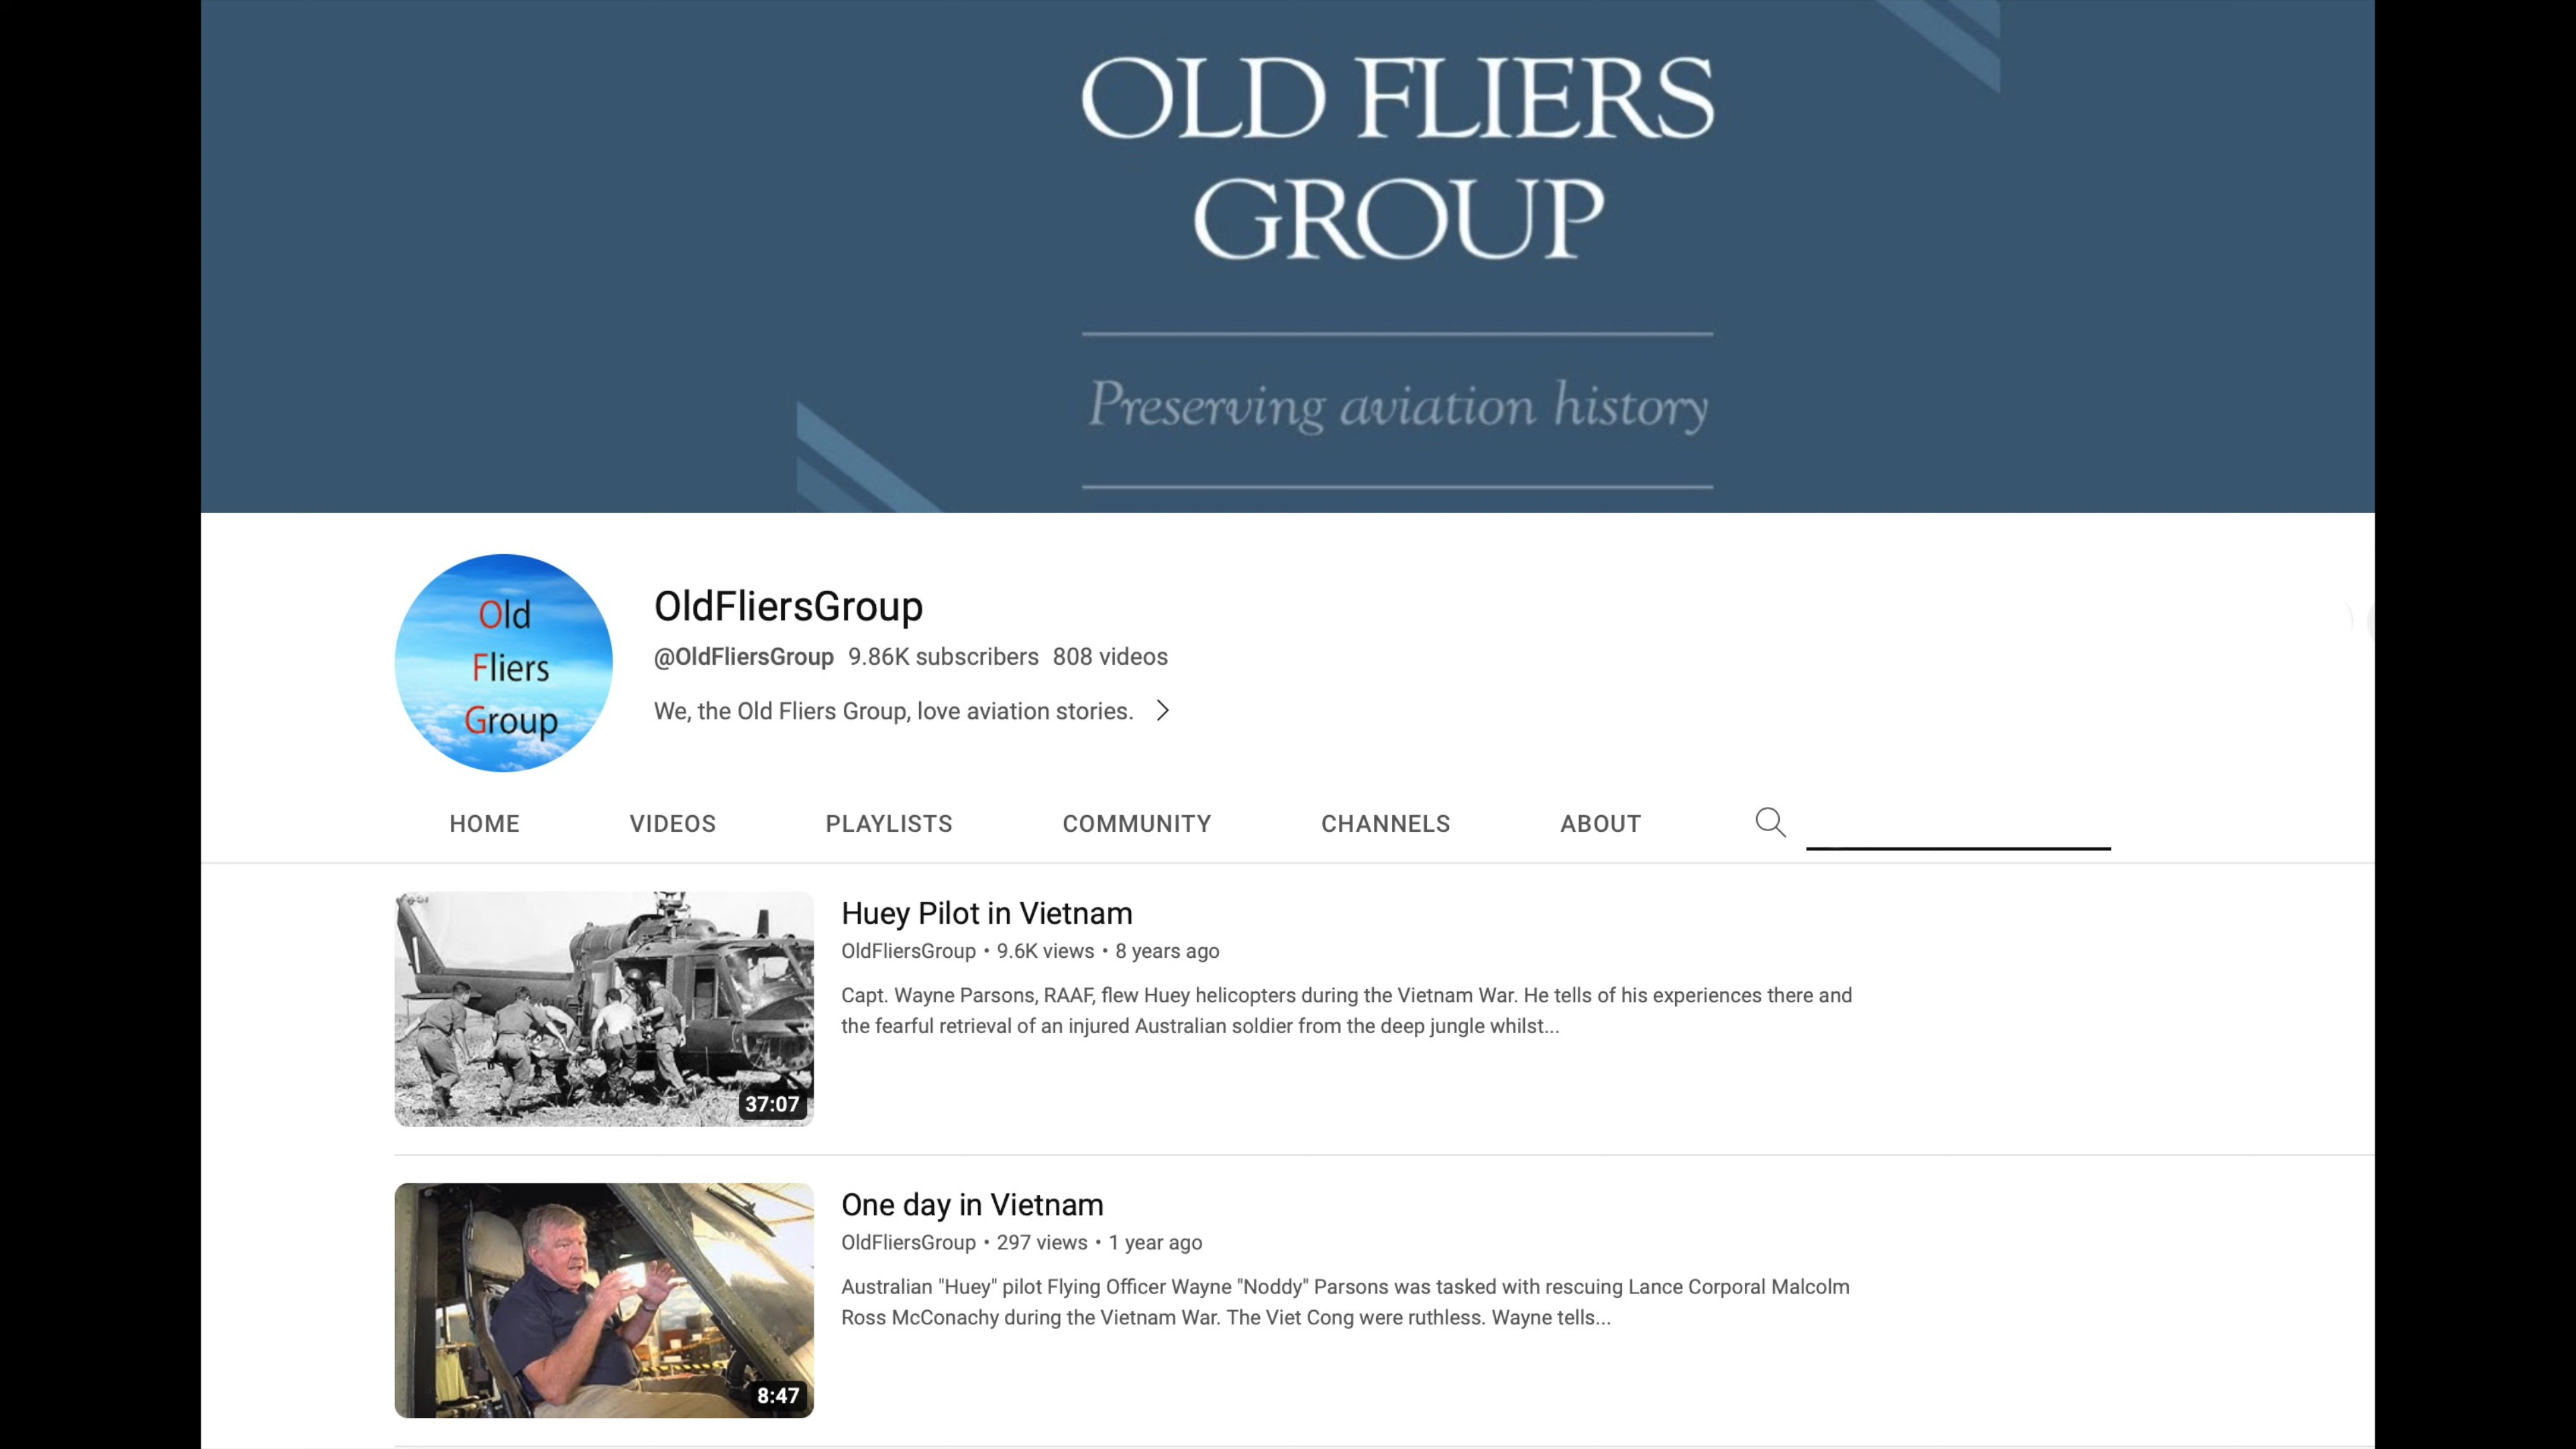 OLD FLIERS
GROUP
Preserving aviation history
Old
Fliers
Group
OldFliersGroup
@OldFliersGroup 9.86K subscribers 808 videos
We, the Old Fliers Group, love aviation stories.
HOME VIDEOS PLAYLISTS COMMUNITY CHANNELS ABOUT
Huey Pilot in Vietnam
OldFliersGroup • 9.6K views • 8 years ago
Capt. Wayne Parsons, RAAF, flew Huey helicopters during the Vietnam War. He tells of his experiences there and
the fearful retrieval of an injured Australian soldier from the deep jungle whilst...
37:07
One day in Vietnam
OldFliersGroup • 297 views • 1 year ago
Australian "Huey" pilot Flying Officer Wayne "Noddy" Parsons was tasked with rescuing Lance Corporal Malcolm
Ross McConachy during the Vietnam War. The Viet Cong were ruthless. Wayne tells...
8:47